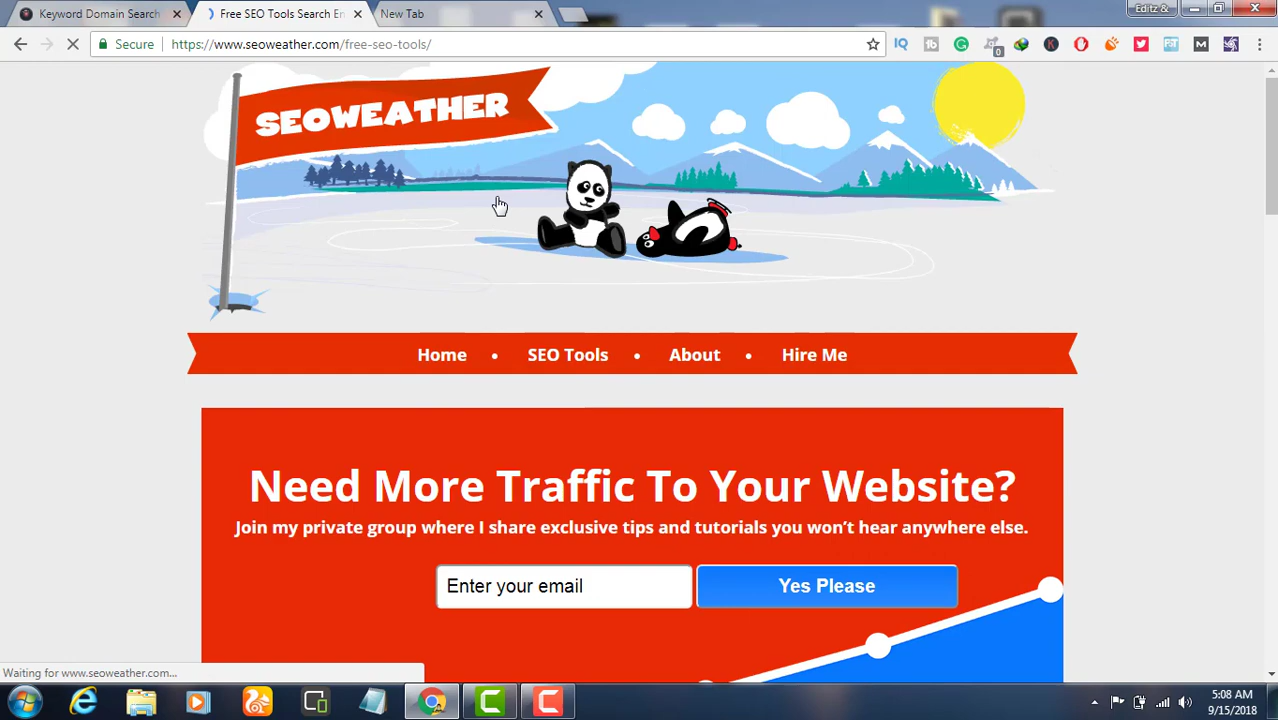 Keyword Domain Search
Free SEO Tools Search En
New Tab
Editz &
Secure
https://www.seoweather.com/free-seo-tools/
SEOWEATHER
Home • SEO Tools • About • Hire Me
Need More Traffic To Your Website?
Join my private group where I share exclusive tips and tutorials you won't hear anywhere else.
Enter your email
Yes Please
Waiting for www.seoweather.com...
5:08 AM
9/15/2018